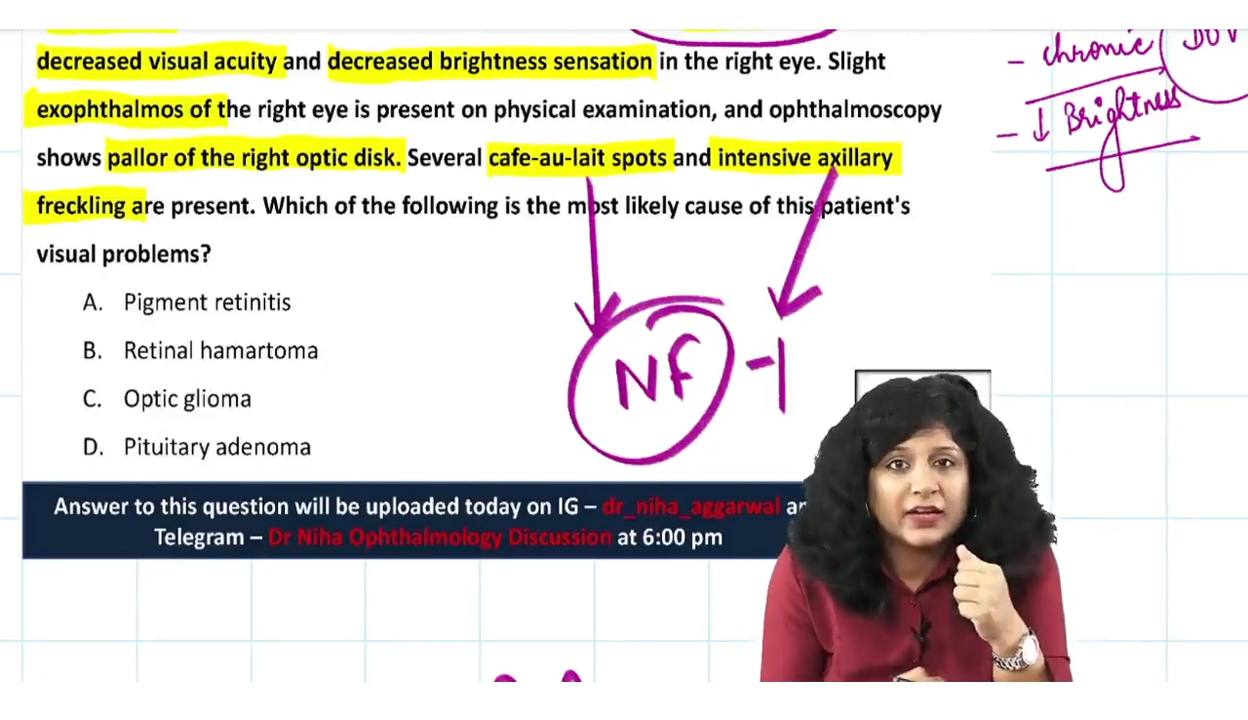 decreased visual acuity and decreased brightness sensation in the right eye. Slight
exophthalmos of the right eye is present on physical examination, and ophthalmoscopy
shows pallor of the right optic disk. Several cafe-au-lait spots and intensive axillary
freckling are present. Which of the following is the most likely cause of this patient's
visual problems?
A. Pigment retinitis
B. Retinal hamartoma
C. Optic glioma
D. Pituitary adenoma
NF-1
- chronic
DOV
- ↓ Brightness
Answer to this question will be uploaded today on IG – dr_niha_aggarwal
Telegram – Dr Niha Ophthalmology Discussion at 6:00 pm